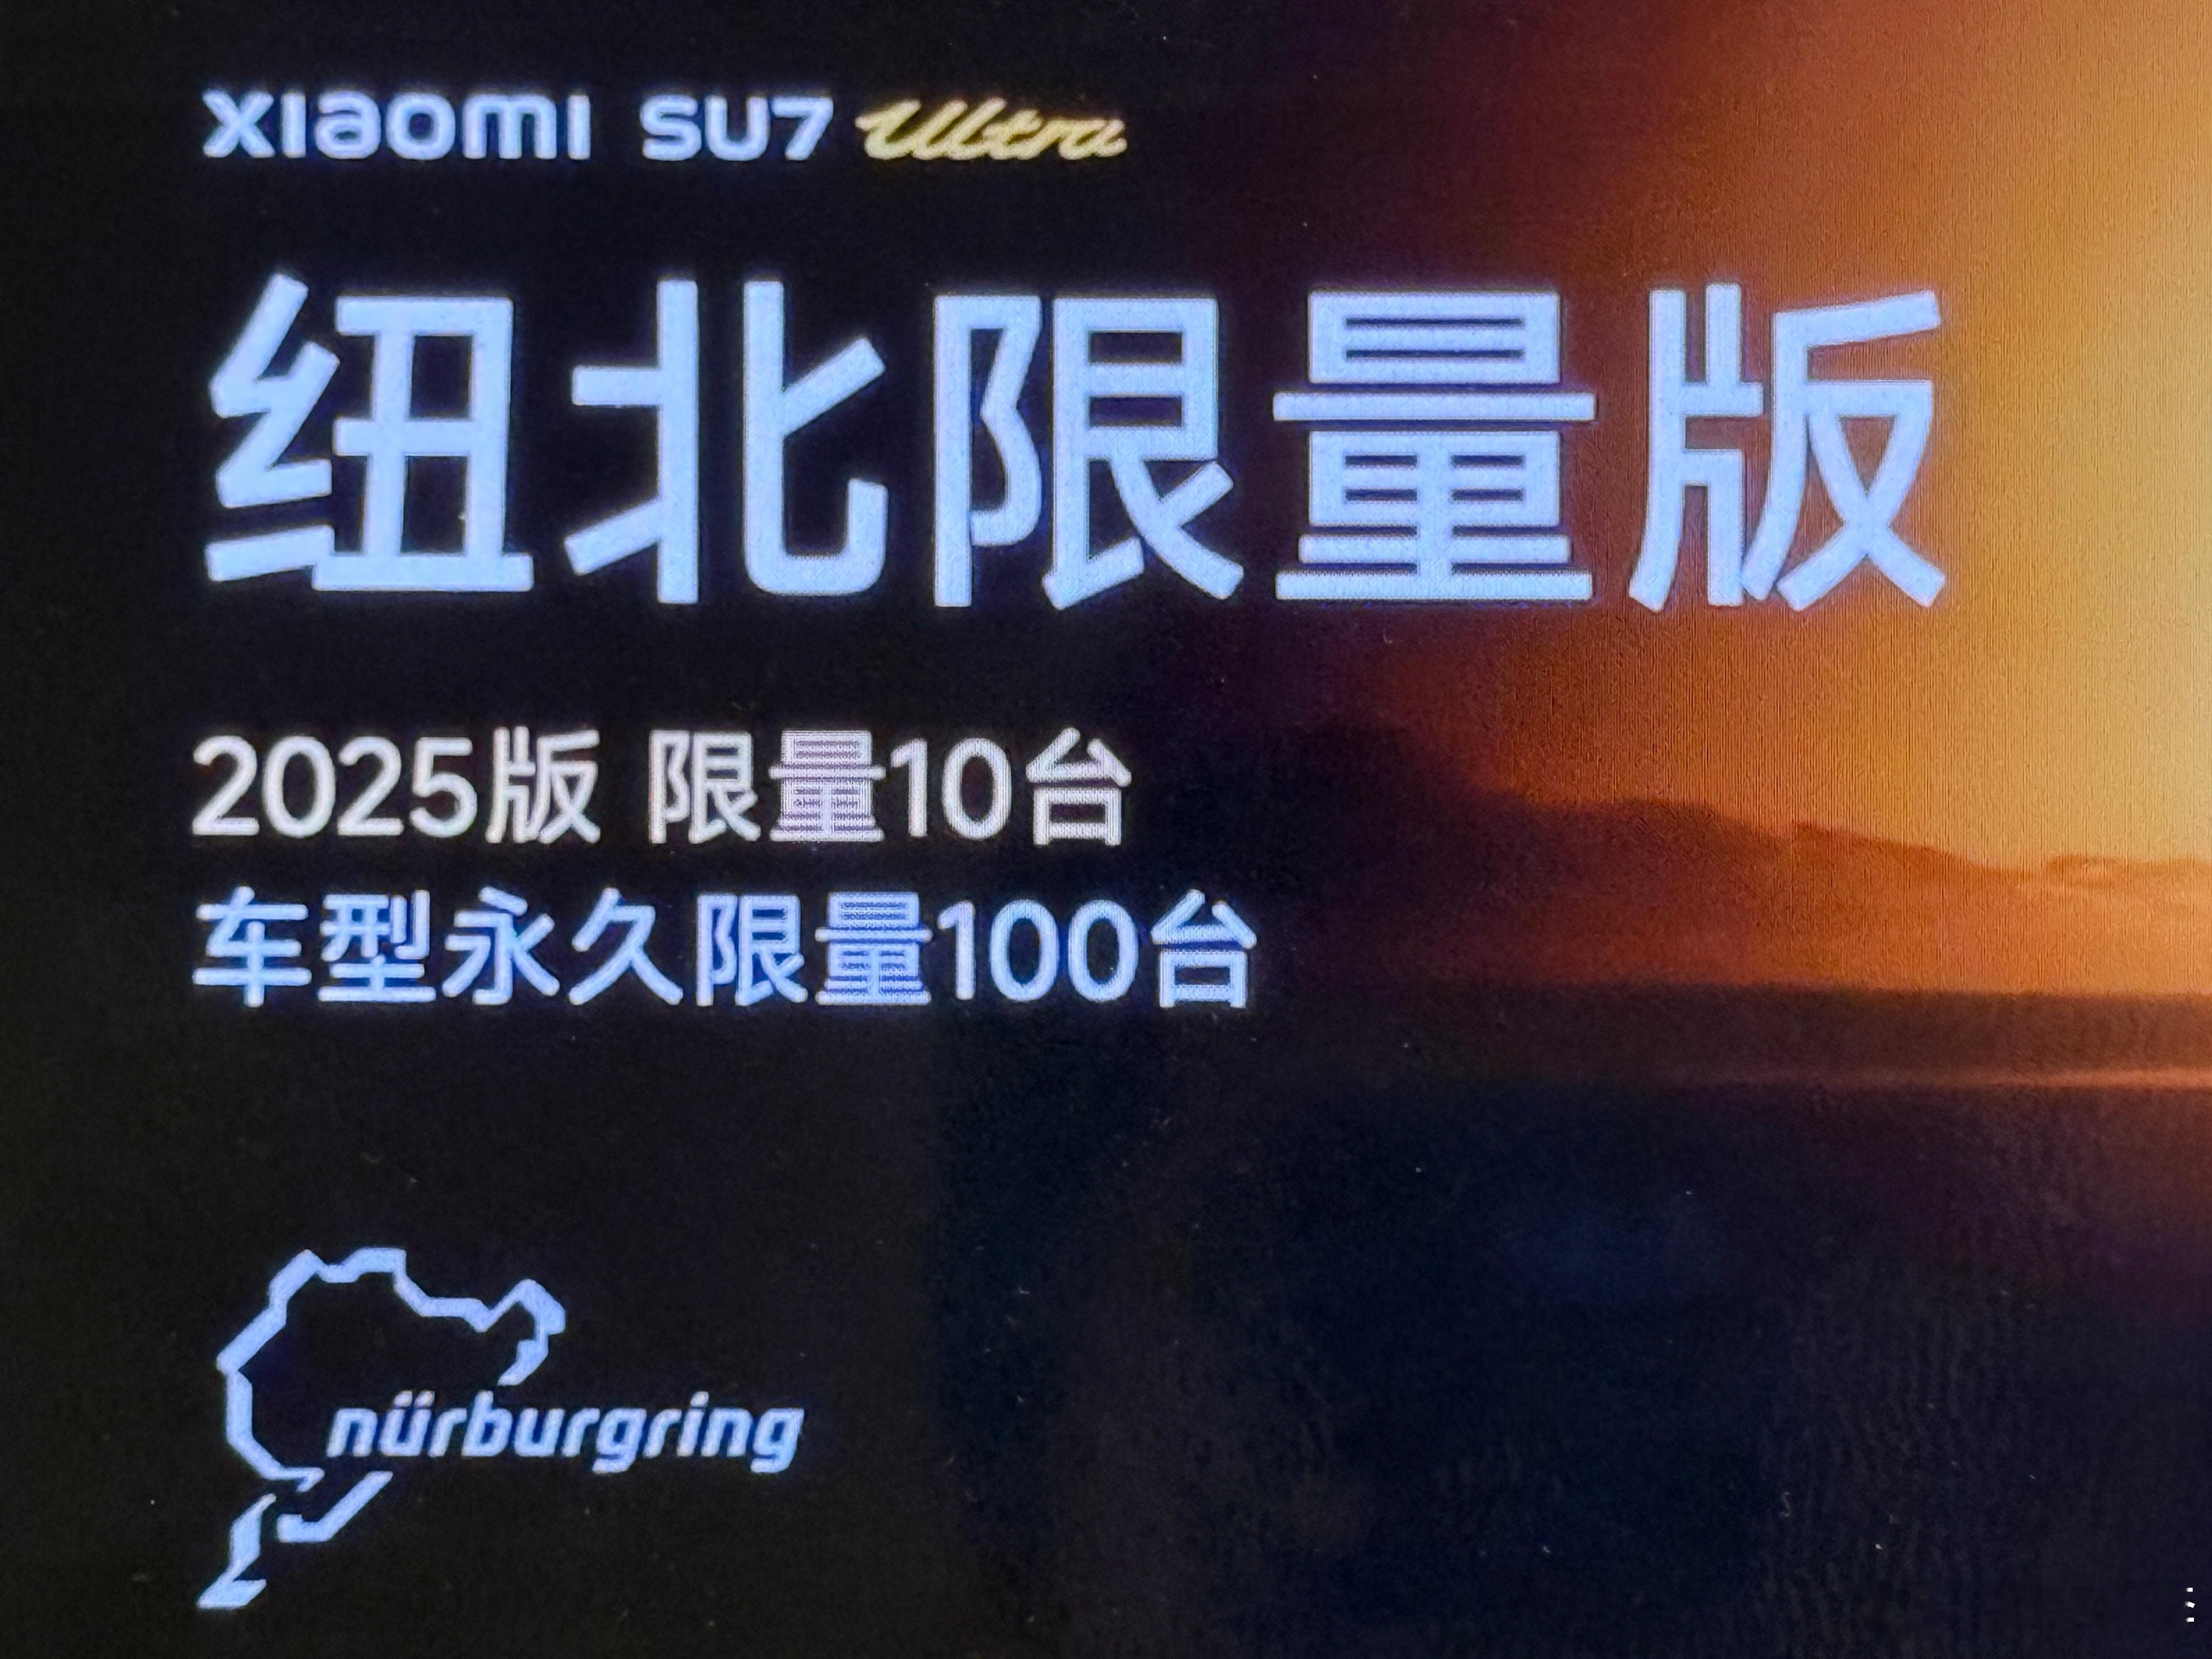 xiaomi SU7 Ultra
纽北限量版
2025版 限量10台
车型永久限量100台
nürburgring